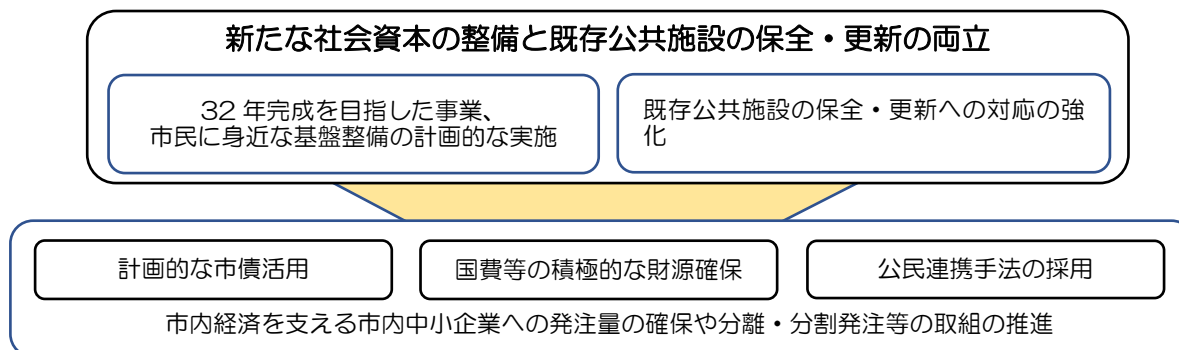 新たな社会資本の整備と既存公共施設の保全・更新の両立
32 年完成を目指した事業、
市民に身近な基盤整備の計画的な実施
既存公共施設の保全・更新への対応の強
化
計画的な市債活用
国費等の積極的な財源確保
公民連携手法の採用
市内経済を支える市内中小企業への発注量の確保や分離・分割発注等の取組の推進